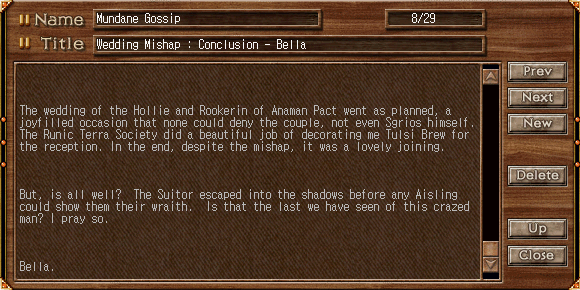 Name Mundane Gossip 8/29
Title Wedding Mishap : Conclusion - Bella
Prev
Next
New
Delete
Up
Close
The wedding of the Hollie and Rookerin of Anaman Pact went as planned, a
joyfilled occasion that none could deny the couple, not even Sgrios himself.
The Runic Terra Society did a beautiful job of decorating me Tulsi Brew for
the reception. In the end, despite the mishap, it was a lovely joining.
But, is all well? The Suitor escaped into the shadows before any Aisling
could show them their wraith. Is that the last we have seen of this crazed
man? I pray so.
Bella.